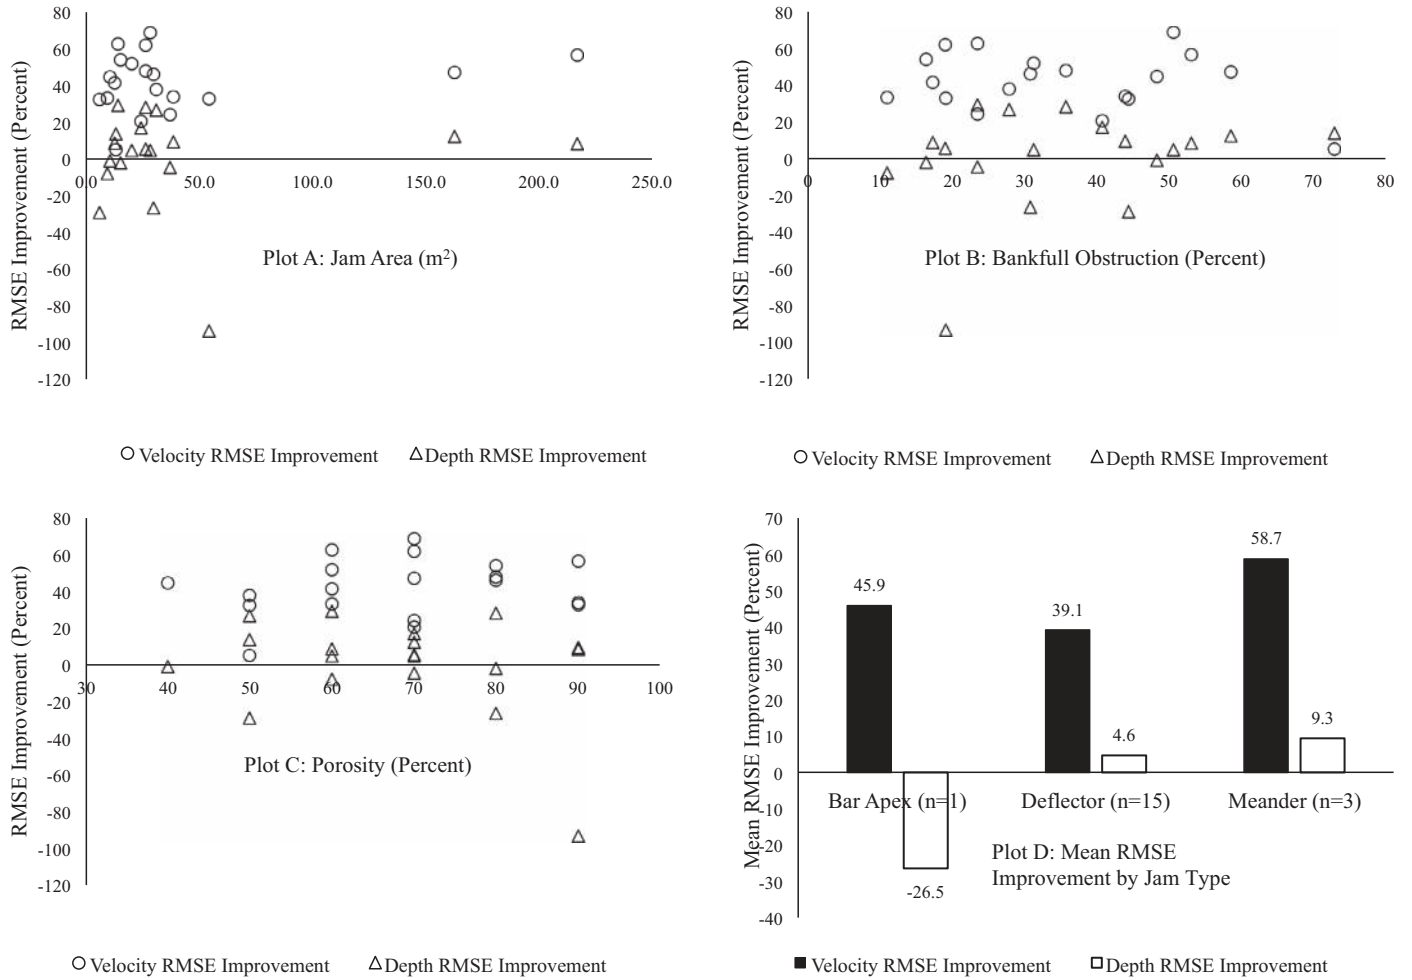 80
60
40
20
0
-20
-40
-60
-80
-100
-120
RMSE Improvement (Percent)
0.0 50.0 100.0 150.0 200.0 250.0
Plot A: Jam Area (m²)
Velocity RMSE Improvement Depth RMSE Improvement
80
60
40
20
0
-20
-40
-60
-80
-100
-120
RMSE Improvement (Percent)
0 10 20 30 40 50 60 70 80
Plot B: Bankfull Obstruction (Percent)
Velocity RMSE Improvement Depth RMSE Improvement
80
60
40
20
0
-20
-40
-60
-80
-100
-120
RMSE Improvement (Percent)
30 40 50 60 70 80 90 100
Plot C: Porosity (Percent)
Velocity RMSE Improvement Depth RMSE Improvement
70
60
50
40
30
20
10
0
-10
-20
-30
-40
Mean RMSE Improvement (Percent)
45.9 39.1 58.7
4.6 9.3
-26.5
Bar Apex (n=1) Deflector (n=15) Meander (n=3)
Plot D: Mean RMSE
Improvement by Jam Type
Velocity RMSE Improvement Depth RMSE Improvement